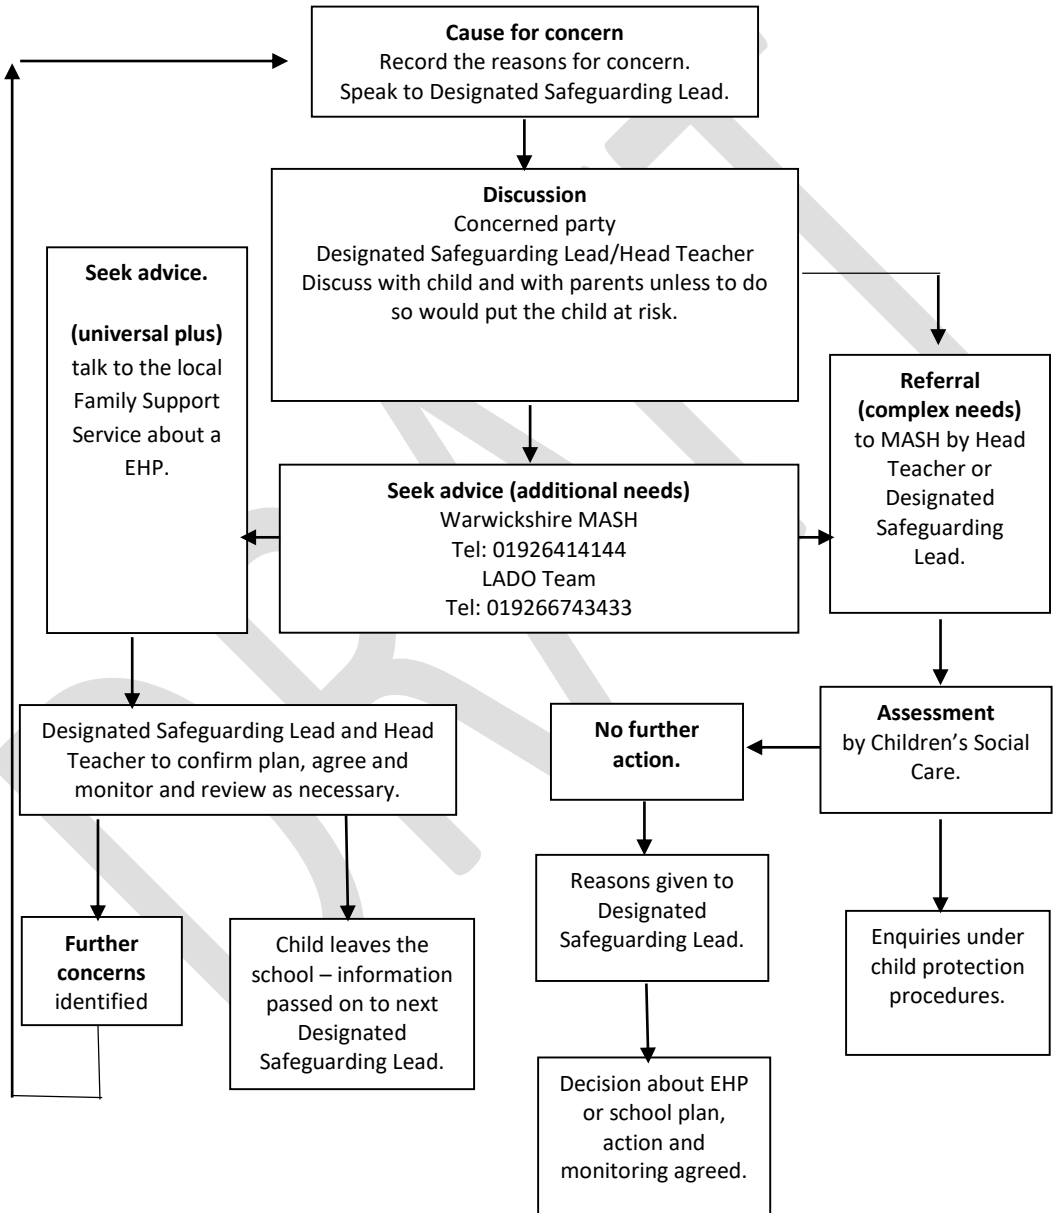 Cause for concern
Record the reasons for concern.
Speak to Designated Safeguarding Lead.
Discussion
Concerned party
Designated Safeguarding Lead/Head Teacher
Discuss with child and with parents unless to do
so would put the child at risk.
Seek advice.
(universal plus)
talk to the local
Family Support
Service about a
EHP.
Referral
(complex needs)
to MASH by Head
Teacher or
Designated
Safeguarding
Lead.
Seek advice (additional needs)
Warwickshire MASH
Tel: 01926414144
LADO Team
Tel: 019266743433
Designated Safeguarding Lead and Head
Teacher to confirm plan, agree and
monitor and review as necessary.
No further
action.
Assessment
by Children’s Social
Care.
Further
concerns
identified
Child leaves the
school – information
passed on to next
Designated
Safeguarding Lead.
Reasons given to
Designated
Safeguarding Lead.
Enquiries under
child protection
procedures.
Decision about EHP
or school plan,
action and
monitoring agreed.
DRAFT